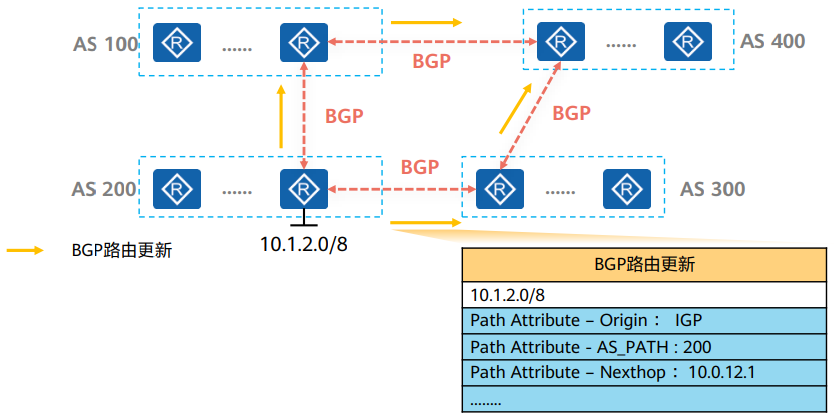 AS 100
R
......
R
BGP
R
......
R
AS 400
BGP
BGP
AS 200
R
......
R
BGP
R
......
R
AS 300
10.1.2.0/8
BGP路由更新
BGP路由更新
10.1.2.0/8
Path Attribute – Origin： IGP
Path Attribute - AS_PATH : 200
Path Attribute – Nexthop： 10.0.12.1
........